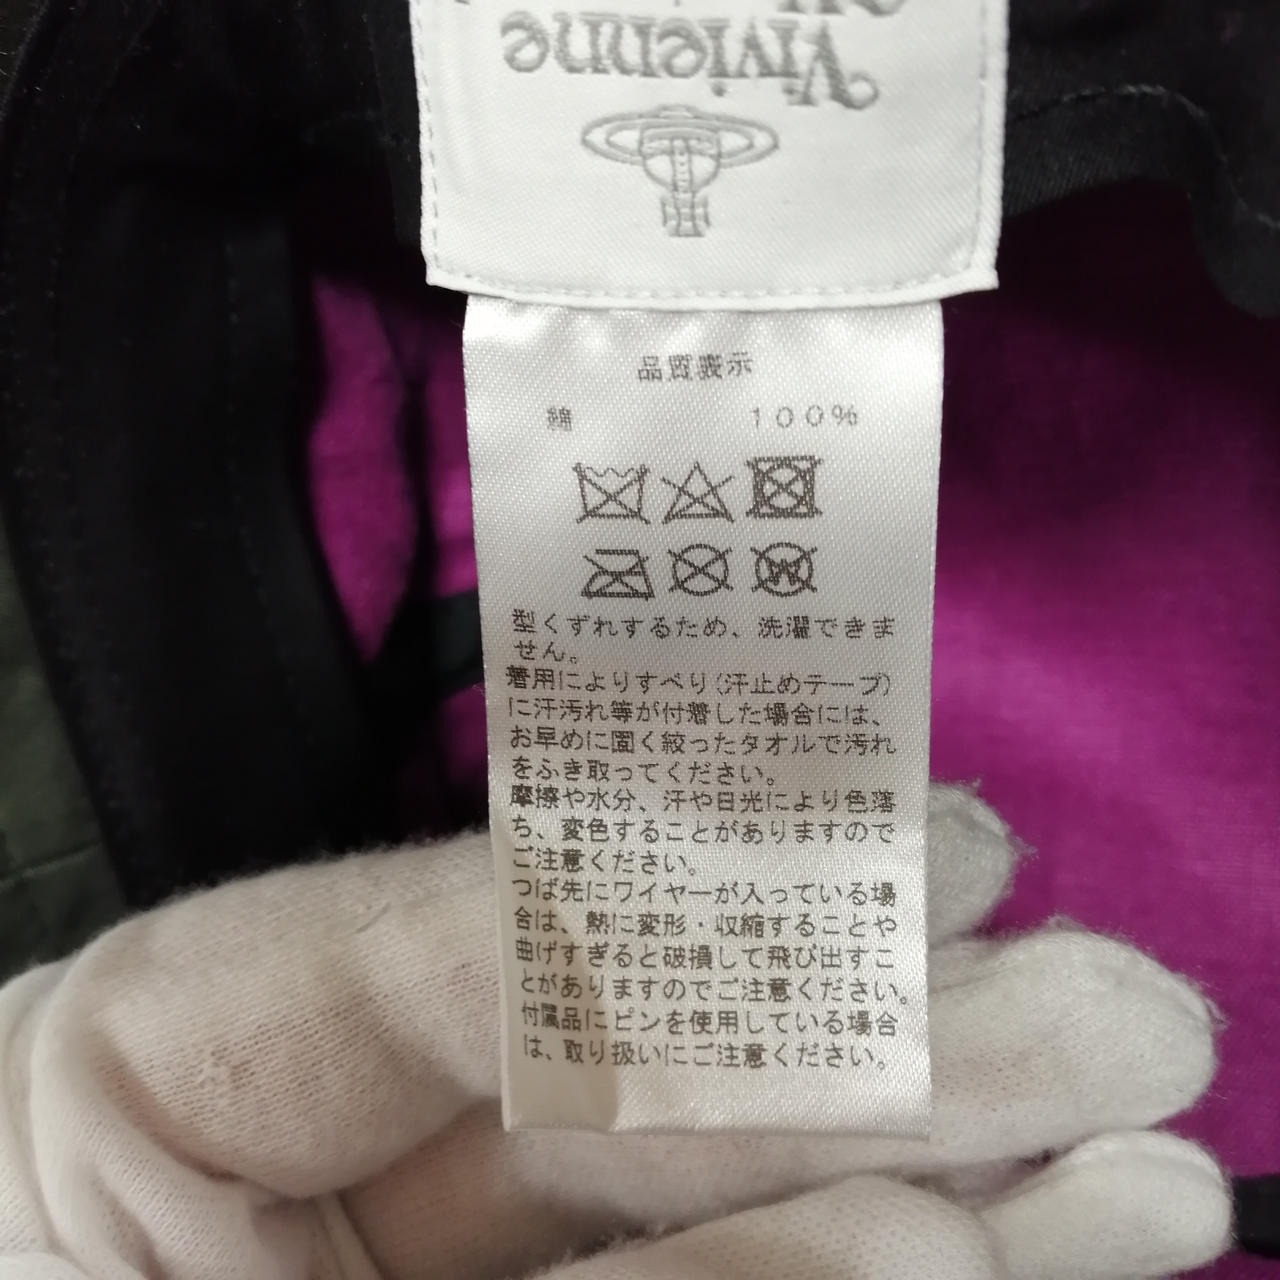 Vivienne
品質表示
綿 100%
型くずれするため、洗濯できま
せん。
着用によりすべり(汗止めテープ)
に汗汚れ等が付着した場合には、
お早めに固く絞ったタオルで汚れ
をふき取ってください。
摩擦や水分、汗や日光により色落
ち、変色することがありますので
ご注意ください。
つば先にワイヤーが入っている場
合は、熱に変形・収縮することや
曲げすぎると破損して飛び出すこ
とがありますのでご注意ください。
付属品にピンを使用している場合
は、取り扱いにご注意ください。